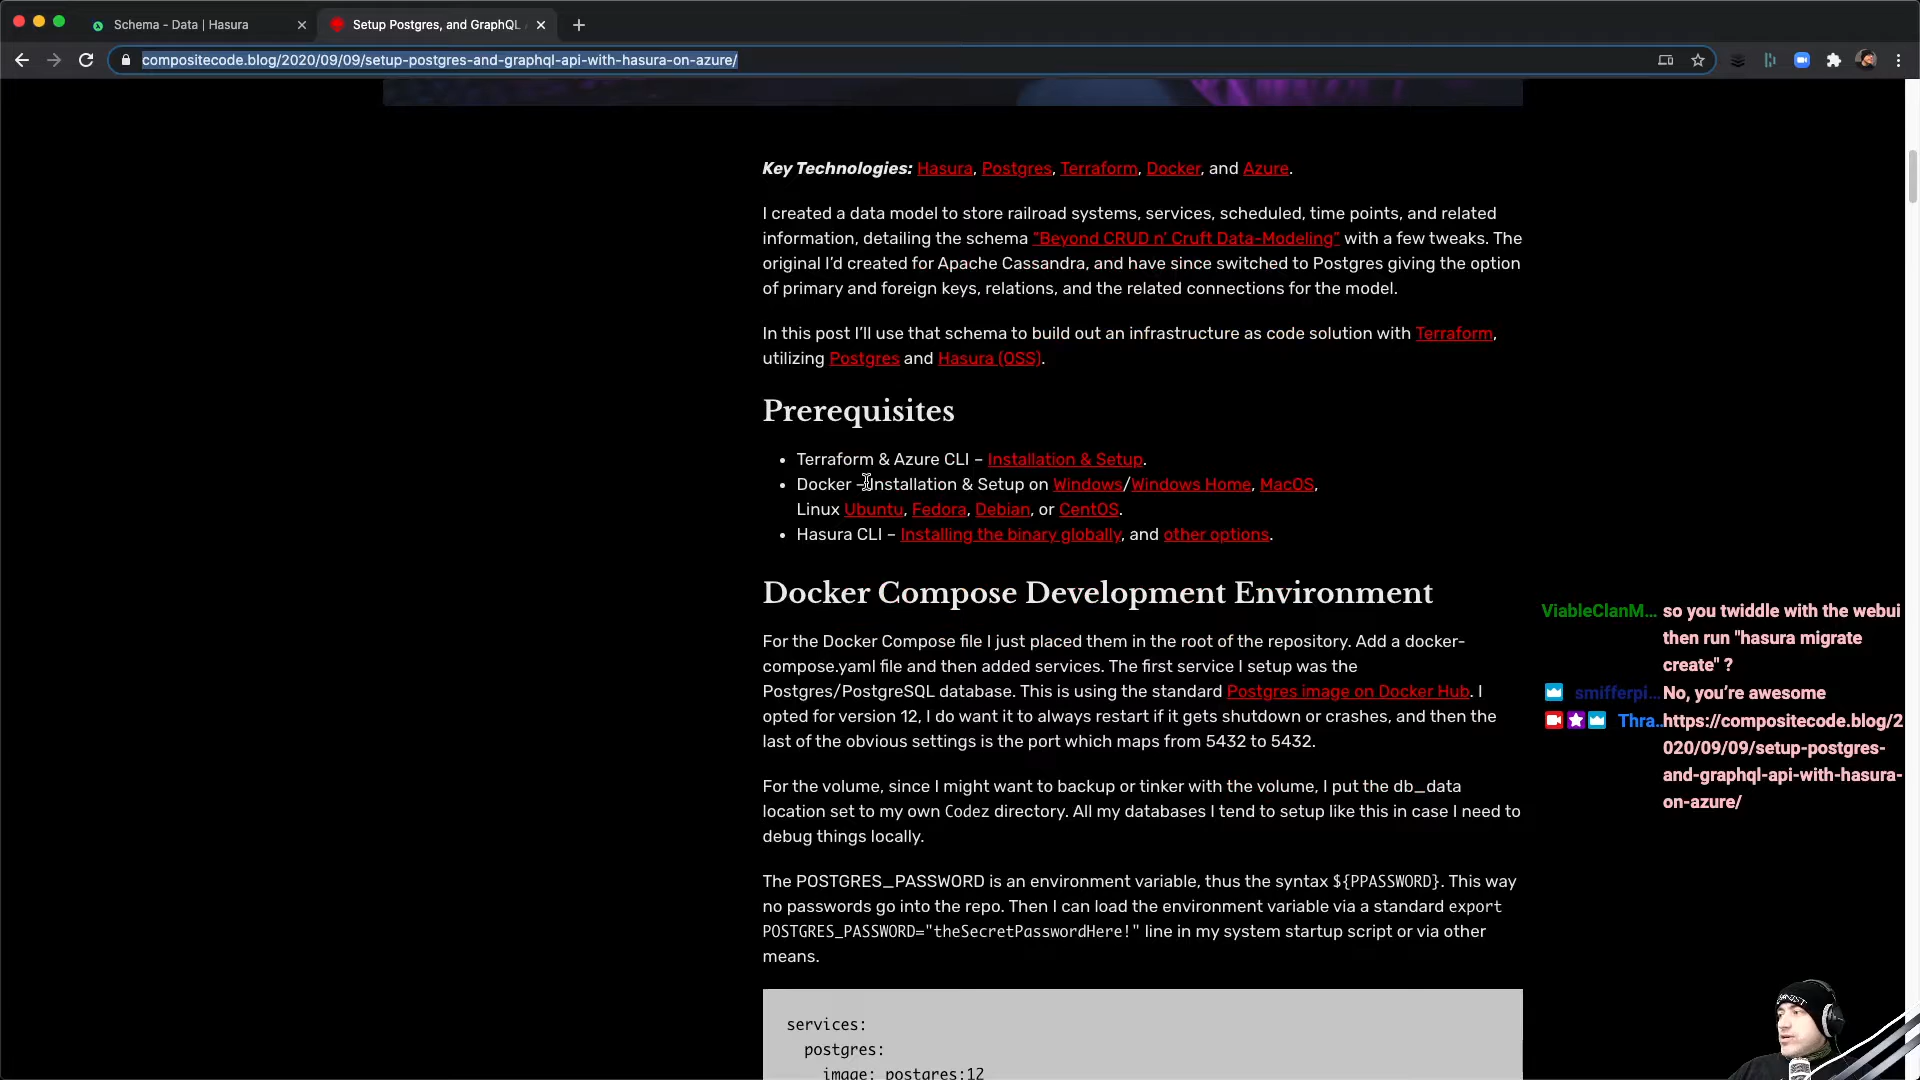 Schema - Data | Hasura
Setup Postgres, and GraphQL
compositecode.blog/2020/09/09/setup-postgres-and-graphql-api-with-hasura-on-azure/
Key Technologies: Hasura, Postgres, Terraform, Docker, and Azure.
I created a data model to store railroad systems, services, scheduled, time points, and related
information, detailing the schema "Beyond CRUD n' Cruft Data-Modeling" with a few tweaks. The
original I'd created for Apache Cassandra, and have since switched to Postgres giving the option
of primary and foreign keys, relations, and the related connections for the model.
In this post I'll use that schema to build out an infrastructure as code solution with Terraform,
utilizing Postgres and Hasura (OSS).
Prerequisites
• Terraform & Azure CLI – Installation & Setup.
• Docker – Installation & Setup on Windows/Windows Home, MacOS,
Linux Ubuntu, Fedora, Debian, or CentOS.
• Hasura CLI – Installing the binary globally, and other options.
Docker Compose Development Environment
For the Docker Compose file I just placed them in the root of the repository. Add a docker-
compose.yaml file and then added services. The first service I setup was the
Postgres/PostgreSQL database. This is using the standard Postgres image on Docker Hub. I
opted for version 12, I do want it to always restart if it gets shutdown or crashes, and then the
last of the obvious settings is the port which maps from 5432 to 5432.
For the volume, since I might want to backup or tinker with the volume, I put the db_data
location set to my own Codez directory. All my databases I tend to setup like this in case I need to
debug things locally.
The POSTGRES_PASSWORD is an environment variable, thus the syntax ${PPASSWORD}. This way
no passwords go into the repo. Then I can load the environment variable via a standard export
POSTGRES_PASSWORD="theSecretPasswordHere!" line in my system startup script or via other
means.
services:
postgres:
image: postgres:12
ViableClanM... so you twiddle with the webui
then run "hasura migrate
create" ?
smifferpi... No, you're awesome
Thra... https://compositecode.blog/2
020/09/09/setup-postgres-
and-graphql-api-with-hasura-
on-azure/